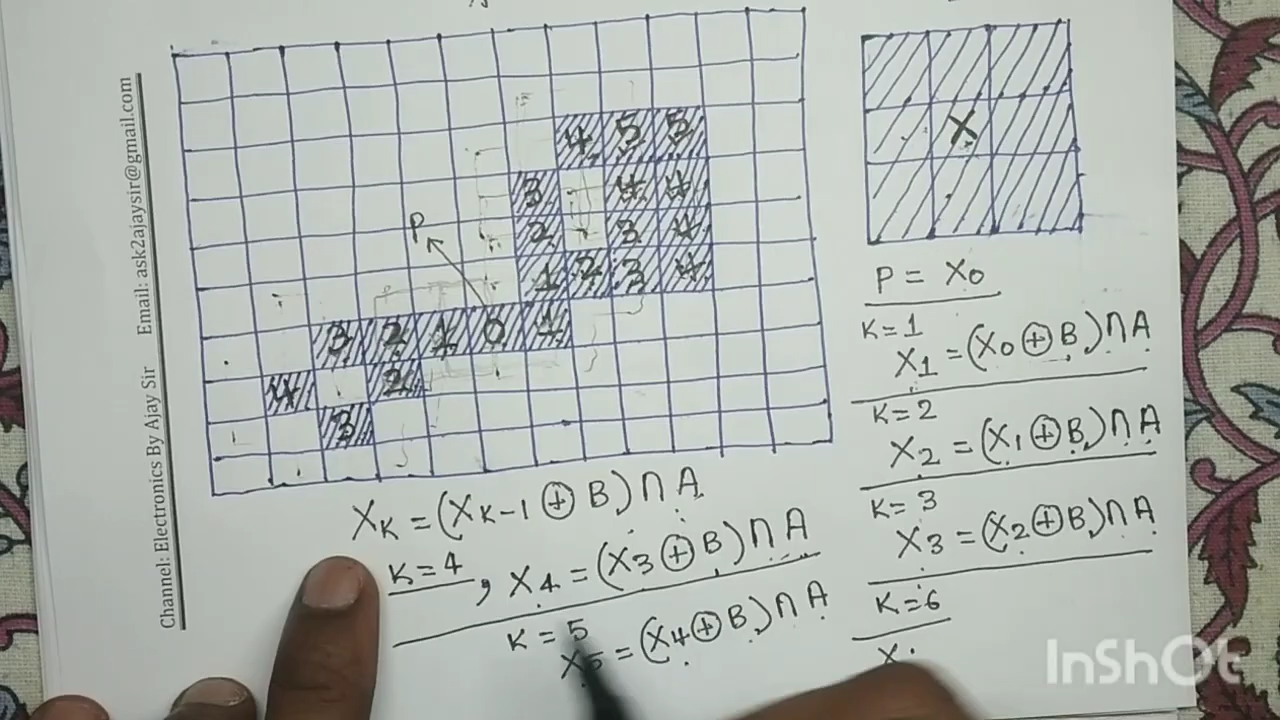 Channel: Electronics By Ajay Sir Email: ask2ajaysir@gmail.com
4 5 5
3 4 4
2 3 4
1 2 3 4
P
3 2 1 0 1
4 2
3
X
P = X0
K=1
X1 = (X0 ⊕ B) ∩ A
K=2
X2 = (X1 ⊕ B) ∩ A
K=3
X3 = (X2 ⊕ B) ∩ A
K=6
XK = (XK-1 ⊕ B) ∩ A
K=4, X4 = (X3 ⊕ B) ∩ A
K=5
X5 = (X4 ⊕ B) ∩ A
InShOt